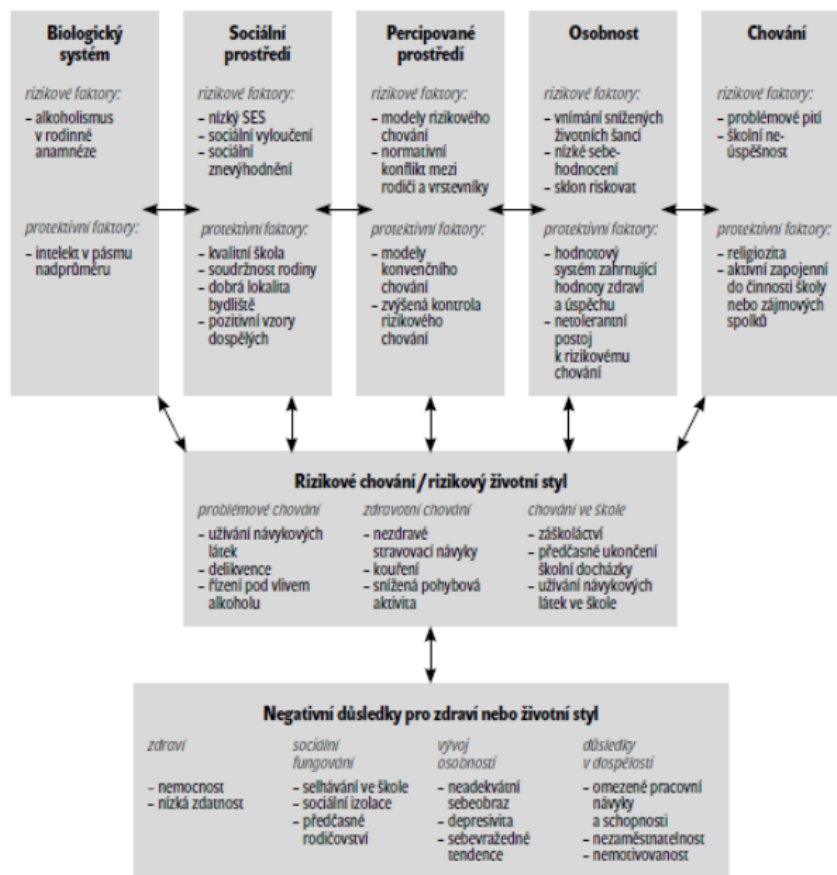 Biologický
systém
rizikové faktory:
– alkoholismus
v rodinné
anamnéze
protektivní faktory:
– intelekt v pásmu
nadprůměru
Sociální
prostředí
rizikové faktory:
– nízký SES
– sociální vyloučení
– sociální
znevýhodnění
protektivní faktory:
– kvalitní škola
– soudržnost rodiny
– dobrá lokalita
bydliště
– pozitivní vzory
dospělých
Percipované
prostředí
rizikové faktory:
– modely rizikového
chování
– normativní
konflikt mezi
rodiči a vrstevníky
protektivní faktory:
– modely
konvenčního
chování
– zvýšená kontrola
rizikového
chování
Osobnost
rizikové faktory:
– vnímání snížených
životních šancí
– nízké sebe-
hodnocení
– sklon riskovat
protektivní faktory:
– hodnotový
systém zahrnující
hodnoty zdraví
a úspěchu
– netolerantní
postoj
k rizikovému
chování
Chování
rizikové faktory:
– problémové pití
– školní ne-
úspěšnost
protektivní faktory:
– religiozita
– aktivní zapojenní
do činnosti školy
nebo zájmových
spolků
Rizikové chování / rizikový životní styl
problémové chování
– užívání návykových
látek
– delikvence
– řízení pod vlivem
alkoholu
zdravotní chování
– nezdravé
stravovací návyky
– kouření
– snížená pohybová
aktivita
chování ve škole
– záškoláctví
– předčasné ukončení
školní docházky
– užívání návykových
látek ve škole
Negativní důsledky pro zdraví nebo životní styl
zdraví
– nemocnost
– nízká zdatnost
sociální
fungování
– selhávání ve škole
– sociální izolace
– předčasné
rodičovství
vývoj
osobnosti
– neadekvátní
sebeobraz
– depresivita
– sebevražedné
tendence
důsledky
v dospělosti
– omezené pracovní
návyky
a schopnosti
– nezaměstnatelnost
– nemotivovanost